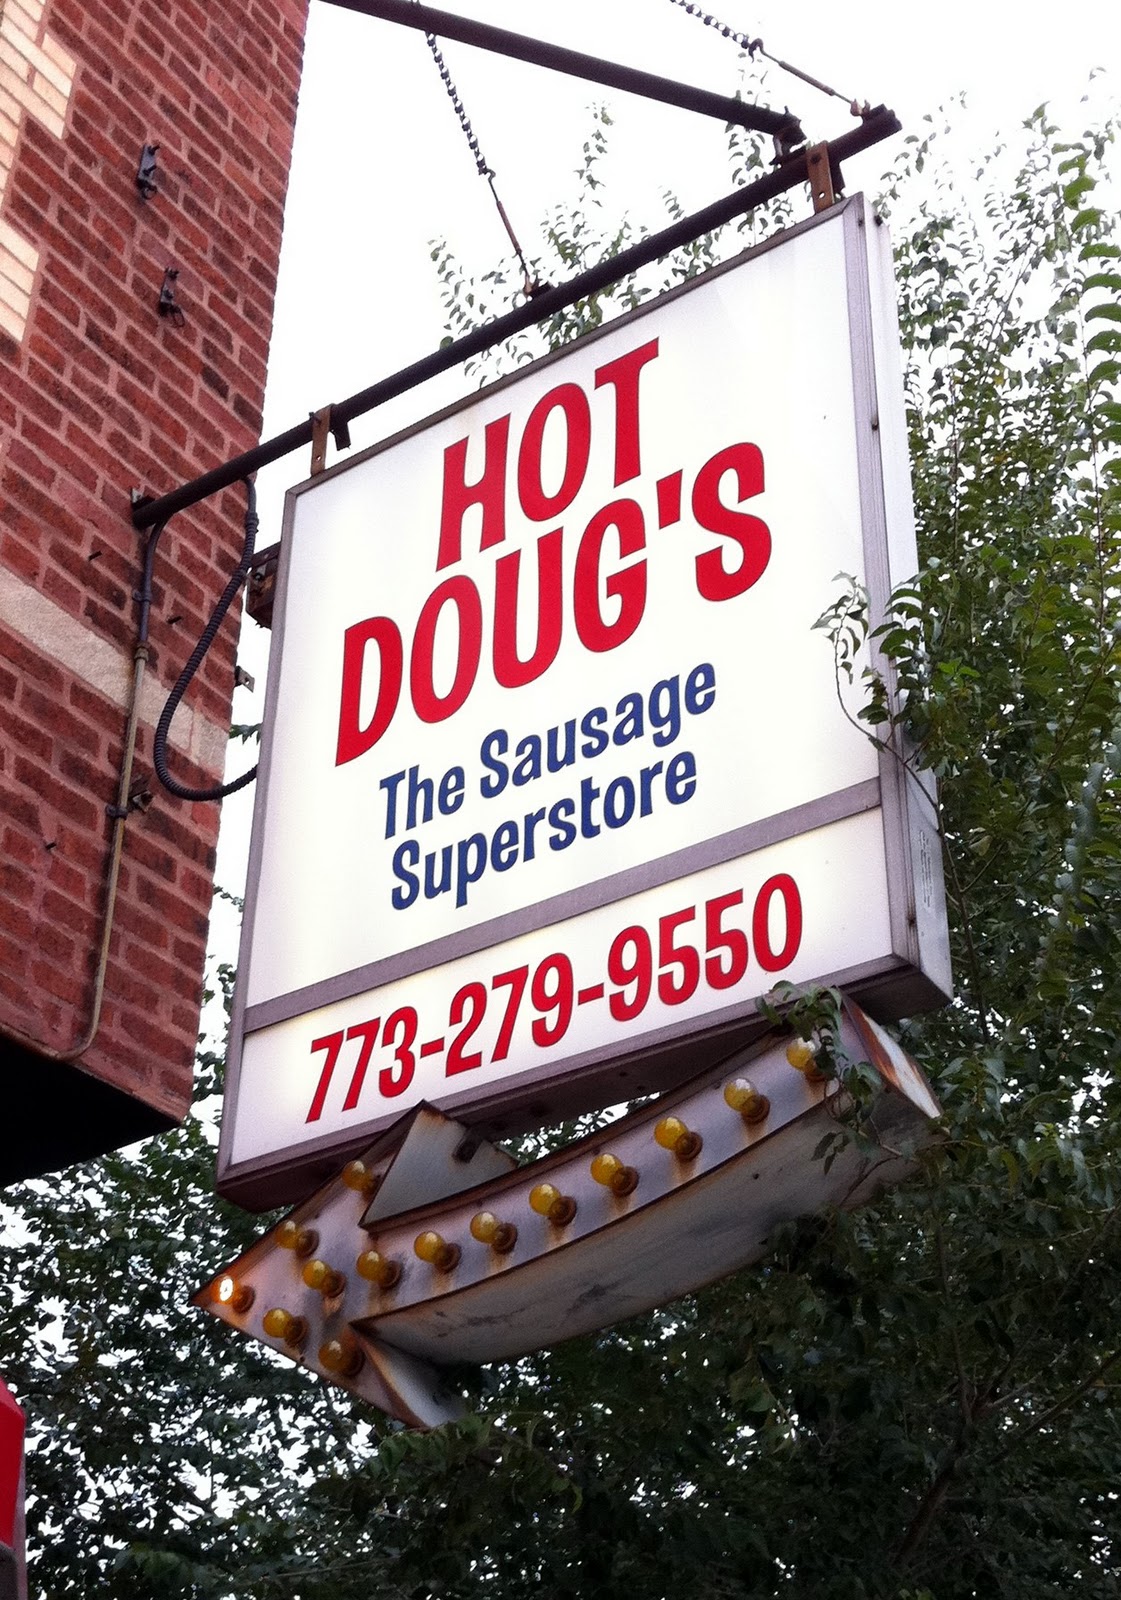 HOT
DOUG'S
The Sausage
Superstore
773-279-9550